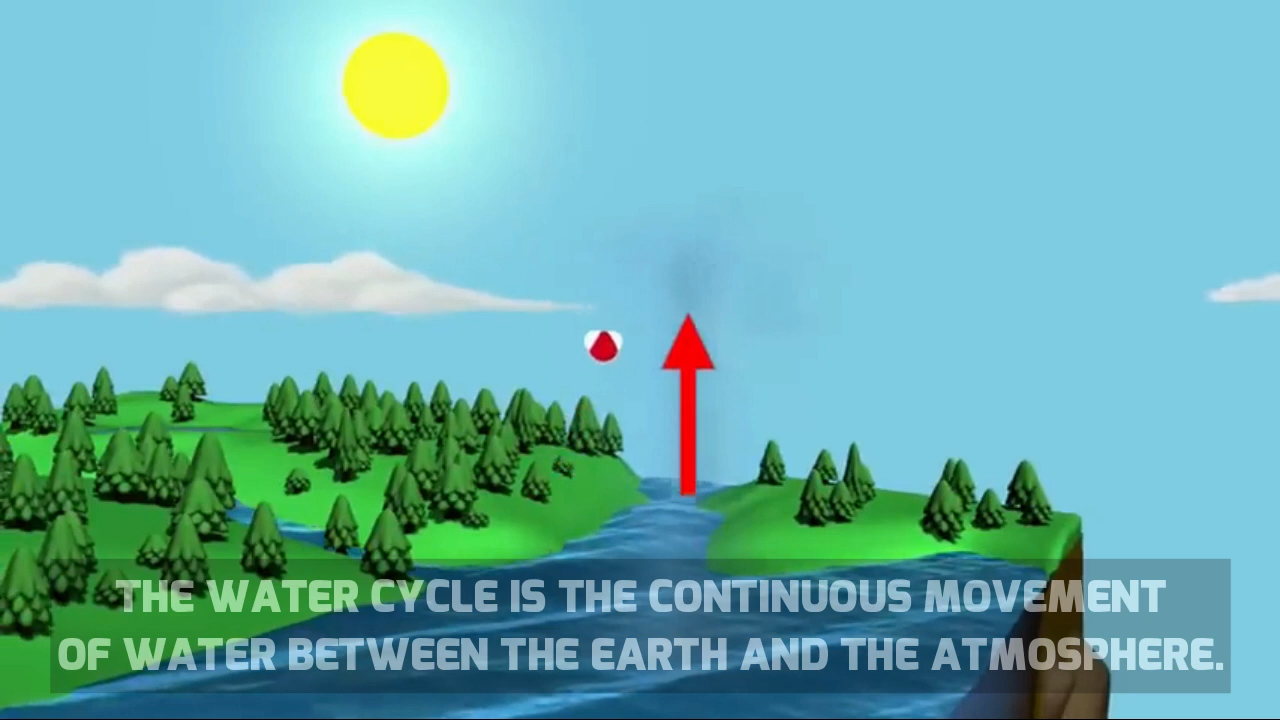 THE WATER CYCLE IS THE CONTINUOUS MOVEMENT
OF WATER BETWEEN THE EARTH AND THE ATMOSPHERE.